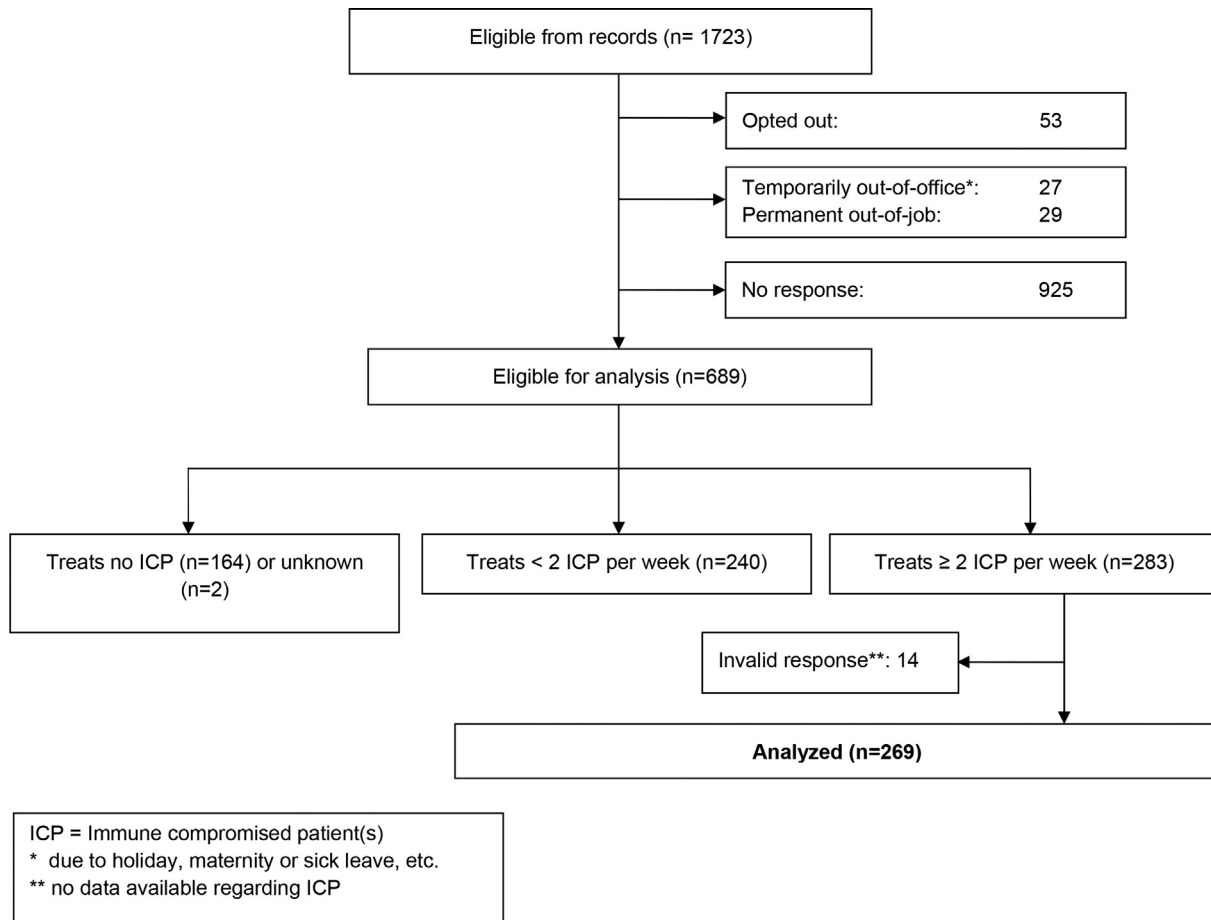 Eligible from records (n= 1723)
Opted out: 53
Temporarily out-of-office*: 27
Permanent out-of-job: 29
No response: 925
Eligible for analysis (n=689)
Treats no ICP (n=164) or unknown
(n=2)
Treats < 2 ICP per week (n=240)
Treats ≥ 2 ICP per week (n=283)
Invalid response**: 14
Analyzed (n=269)
ICP = Immune compromised patient(s)
* due to holiday, maternity or sick leave, etc.
** no data available regarding ICP